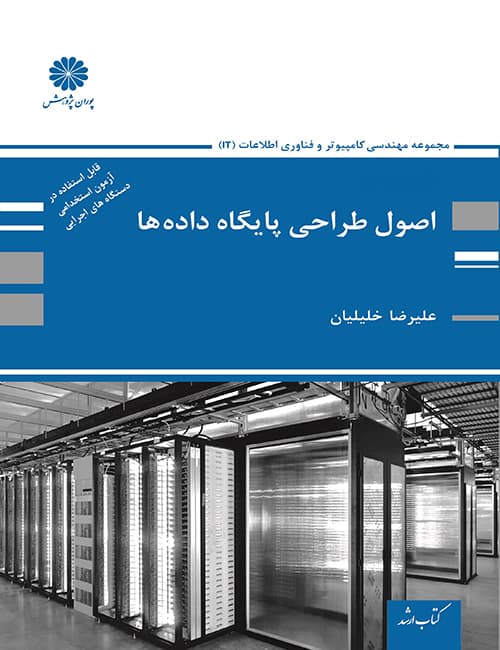 پوران پژوهش
مجموعه مهندسی کامپیوتر و فناوری اطلاعات (IT)
قابل استفاده در
آزمون استخدامی
دستگاه های اجرایی
اصول طراحی پایگاه داده‌ها
علیرضا خلیلیان
کتاب ارشد